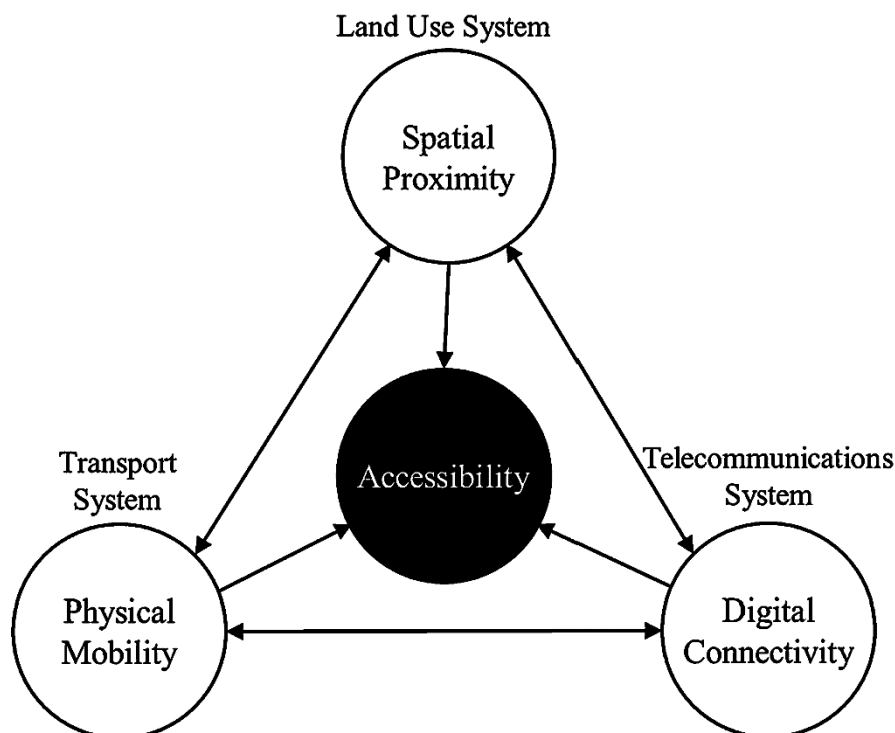 Land Use System
Spatial
Proximity
Accessibility
Transport
System
Telecommunications
System
Physical
Mobility
Digital
Connectivity